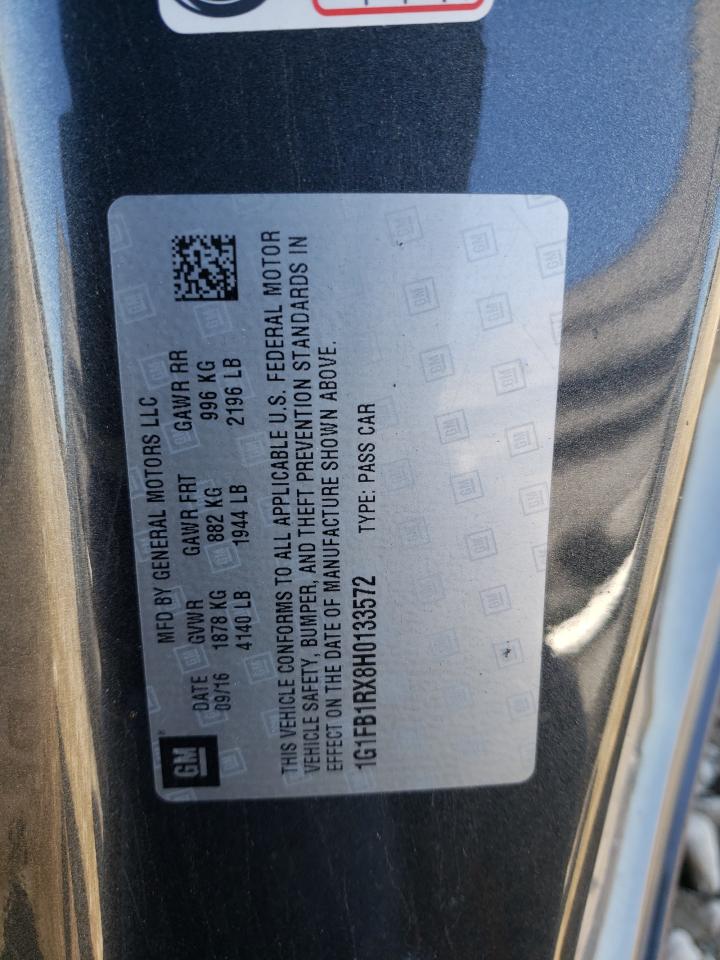 GM
MFD BY GENERAL MOTORS LLC
DATE GVWR GAWR FRT GAWR RR
09/16 1878 KG 882 KG 996 KG
4140 LB 1944 LB 2196 LB
THIS VEHICLE CONFORMS TO ALL APPLICABLE U.S. FEDERAL MOTOR
VEHICLE SAFETY, BUMPER, AND THEFT PREVENTION STANDARDS IN
EFFECT ON THE DATE OF MANUFACTURE SHOWN ABOVE.
1G1FB1RX8H0133572 TYPE: PASS CAR